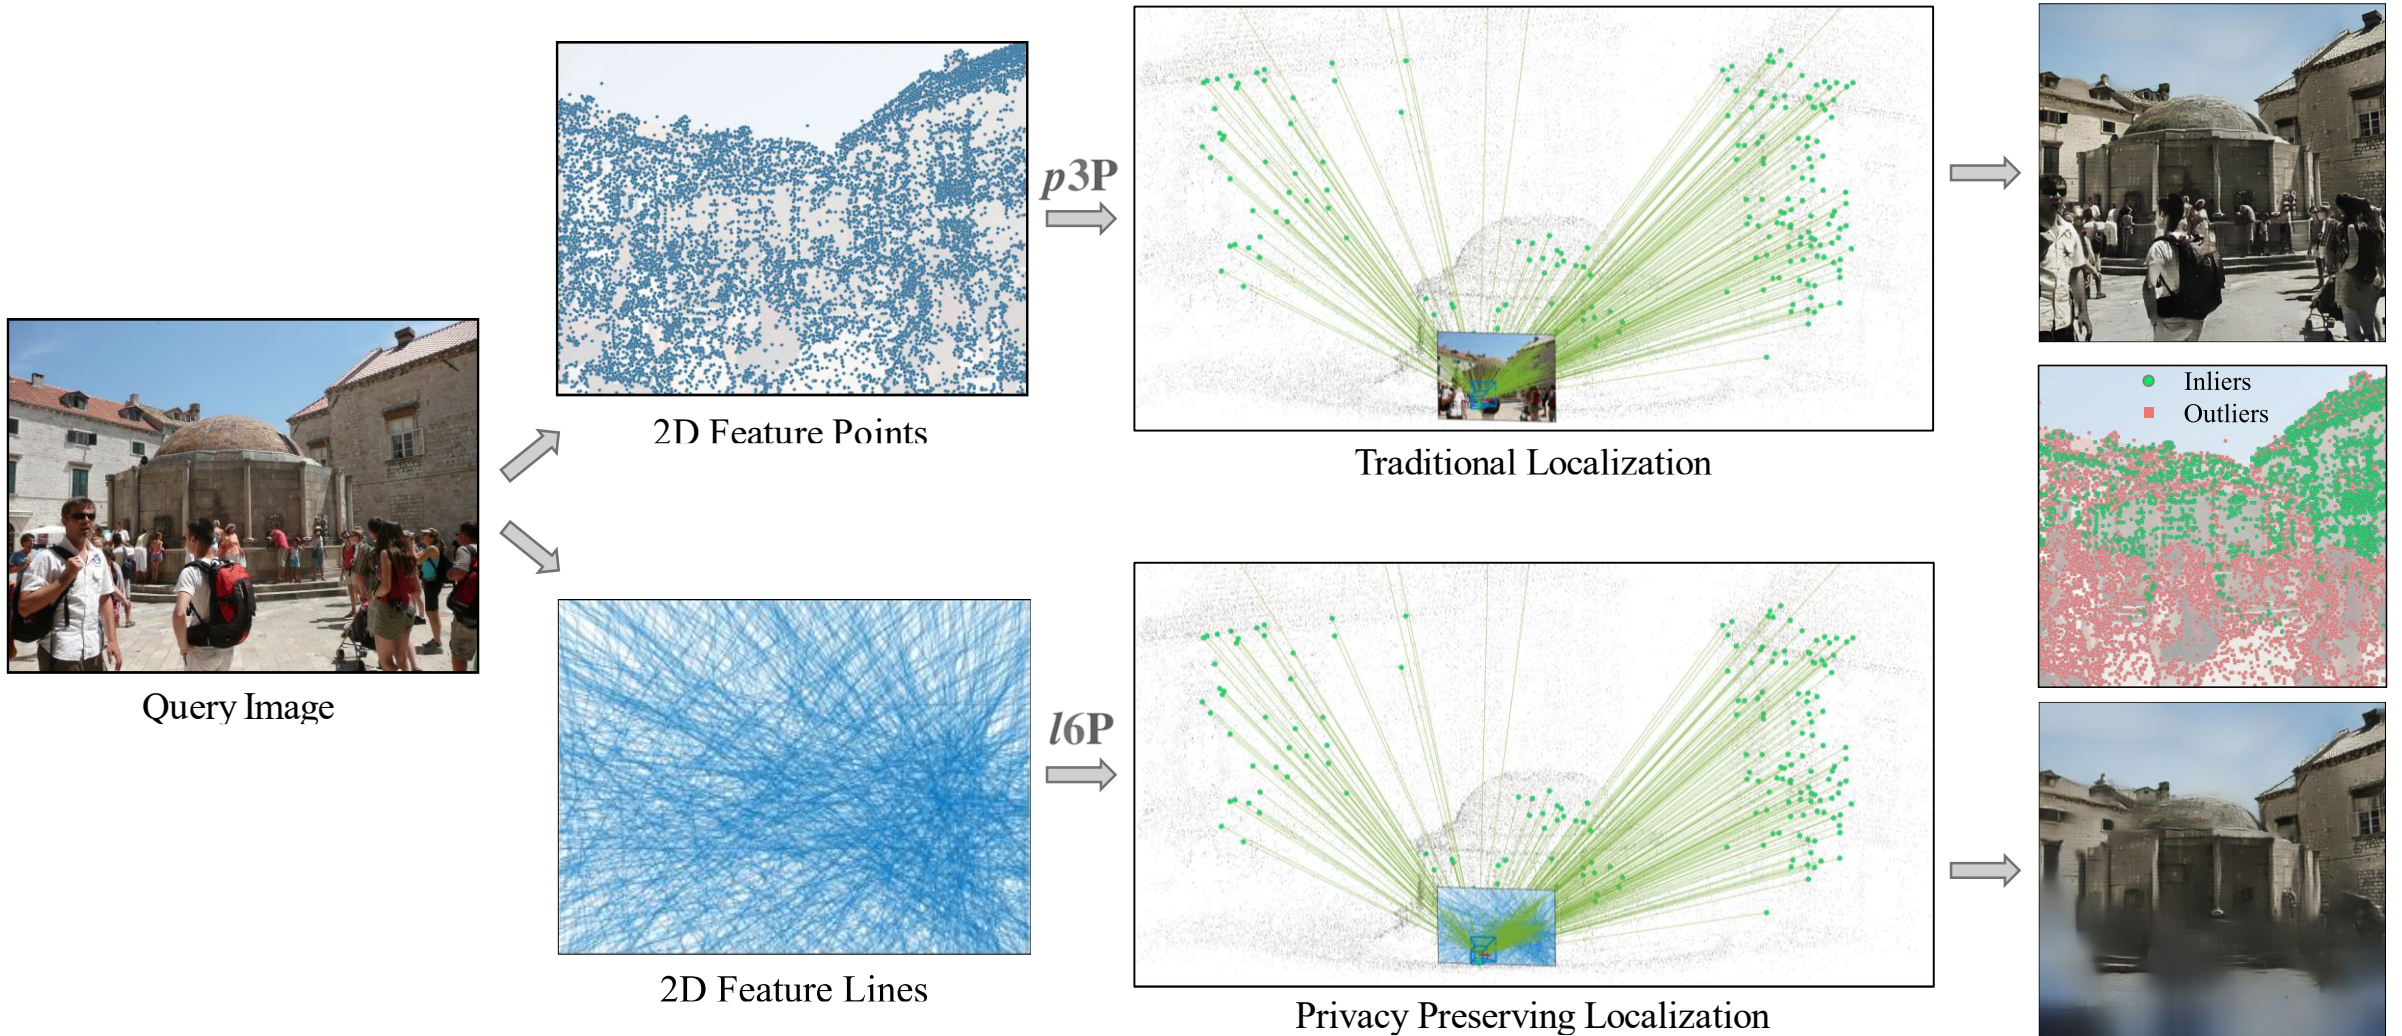 Query Image
2D Feature Points
2D Feature Lines
p3P
l6P
Traditional Localization
Privacy Preserving Localization
Inliers
Outliers